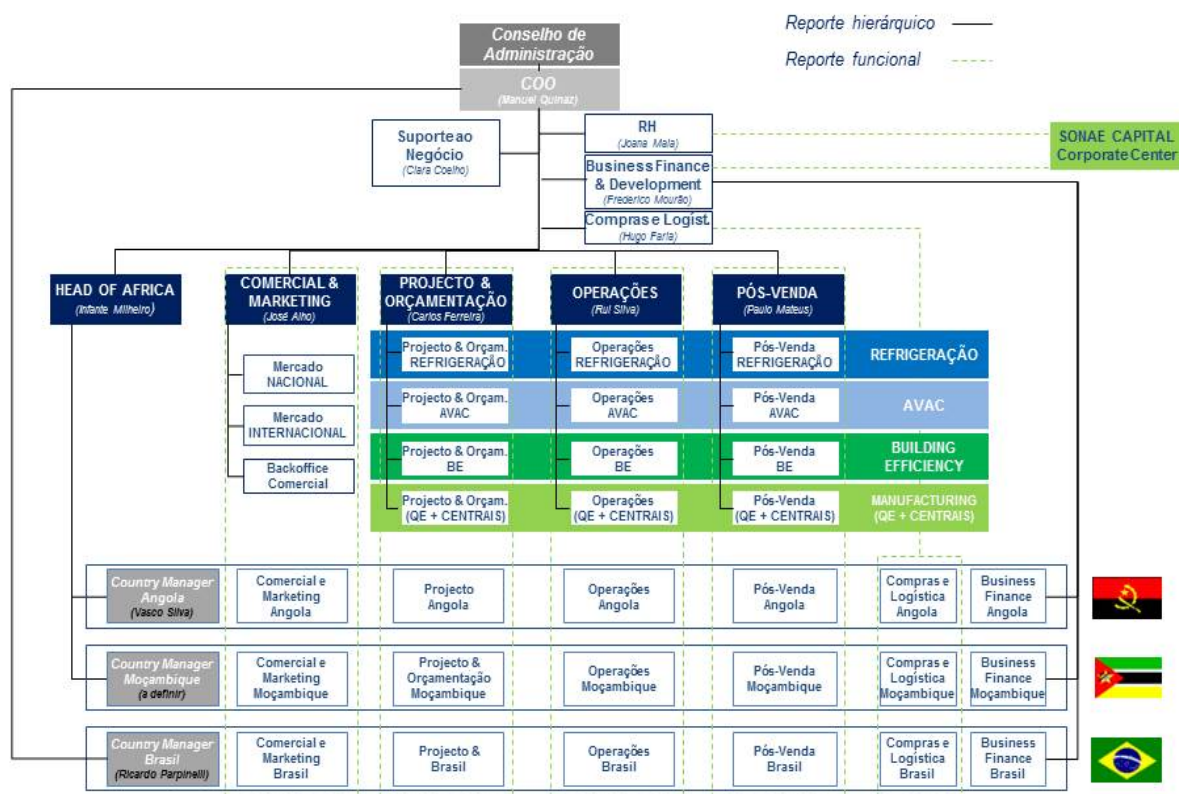 Reporte hierárquico
Reporte funcional
Conselho de
Administração
COO
(Manuel Quinaz)
Suporte ao
Negócio
(Clara Coelho)
RH
(Joana Maia)
Business Finance
& Development
(Frederico Mourão)
Compras e Logíst.
(Hugo Faria)
SONAE CAPITAL
Corporate Center
HEAD OF AFRICA
(Infante Milheiro)
COMERCIAL &
MARKETING
(José Alho)
PROJECTO &
ORÇAMENTAÇÃO
(Carlos Ferreira)
OPERAÇÕES
(Rui Silva)
PÓS-VENDA
(Paulo Mateus)
Mercado
NACIONAL
Mercado
INTERNACIONAL
Backoffice
Comercial
Projecto & Orçam.
REFRIGERAÇÃO
Operações
REFRIGERAÇÃO
Pós-Venda
REFRIGERAÇÃO
REFRIGERAÇÃO
Projecto & Orçam.
AVAC
Operações
AVAC
Pós-Venda
AVAC
AVAC
Projecto & Orçam.
BE
Operações
BE
Pós-Venda
BE
BUILDING
EFFICIENCY
Projecto & Orçam.
(QE + CENTRAIS)
Operações
(QE + CENTRAIS)
Pós-Venda
(QE + CENTRAIS)
MANUFACTURING
(QE + CENTRAIS)
Country Manager
Angola
(Vasco Silva)
Comercial e
Marketing
Angola
Projecto
Angola
Operações
Angola
Pós-Venda
Angola
Compras e
Logística
Angola
Business
Finance
Angola
Country Manager
Moçambique
(a definir)
Comercial e
Marketing
Moçambique
Projecto &
Orçamentação
Moçambique
Operações
Moçambique
Pós-Venda
Moçambique
Compras e
Logística
Moçambique
Business
Finance
Moçambique
Country Manager
Brasil
(Ricardo Parpinelli)
Comercial e
Marketing
Brasil
Projecto &
Brasil
Operações
Brasil
Pós-Venda
Brasil
Compras e
Logística
Brasil
Business
Finance
Brasil